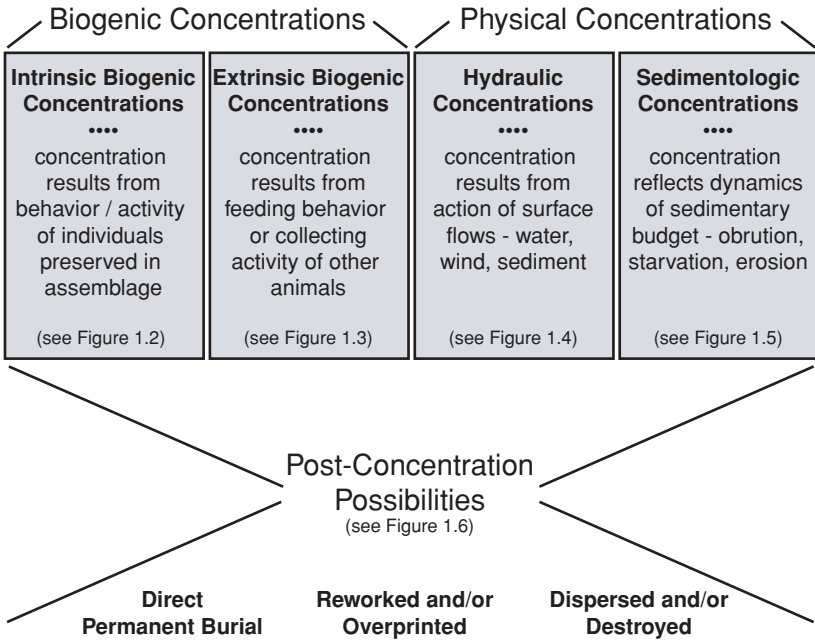 Biogenic Concentrations
Physical Concentrations
Intrinsic Biogenic
Concentrations
••••
concentration
results from
behavior / activity
of individuals
preserved in
assemblage
(see Figure 1.2)
Extrinsic Biogenic
Concentrations
••••
concentration
results from
feeding behavior
or collecting
activity of other
animals
(see Figure 1.3)
Hydraulic
Concentrations
••••
concentration
results from
action of surface
flows - water,
wind, sediment
(see Figure 1.4)
Sedimentologic
Concentrations
••••
concentration
reflects dynamics
of sedimentary
budget - obrution,
starvation, erosion
(see Figure 1.5)
Post-Concentration
Possibilities
(see Figure 1.6)
Direct
Permanent Burial
Reworked and/or
Overprinted
Dispersed and/or
Destroyed